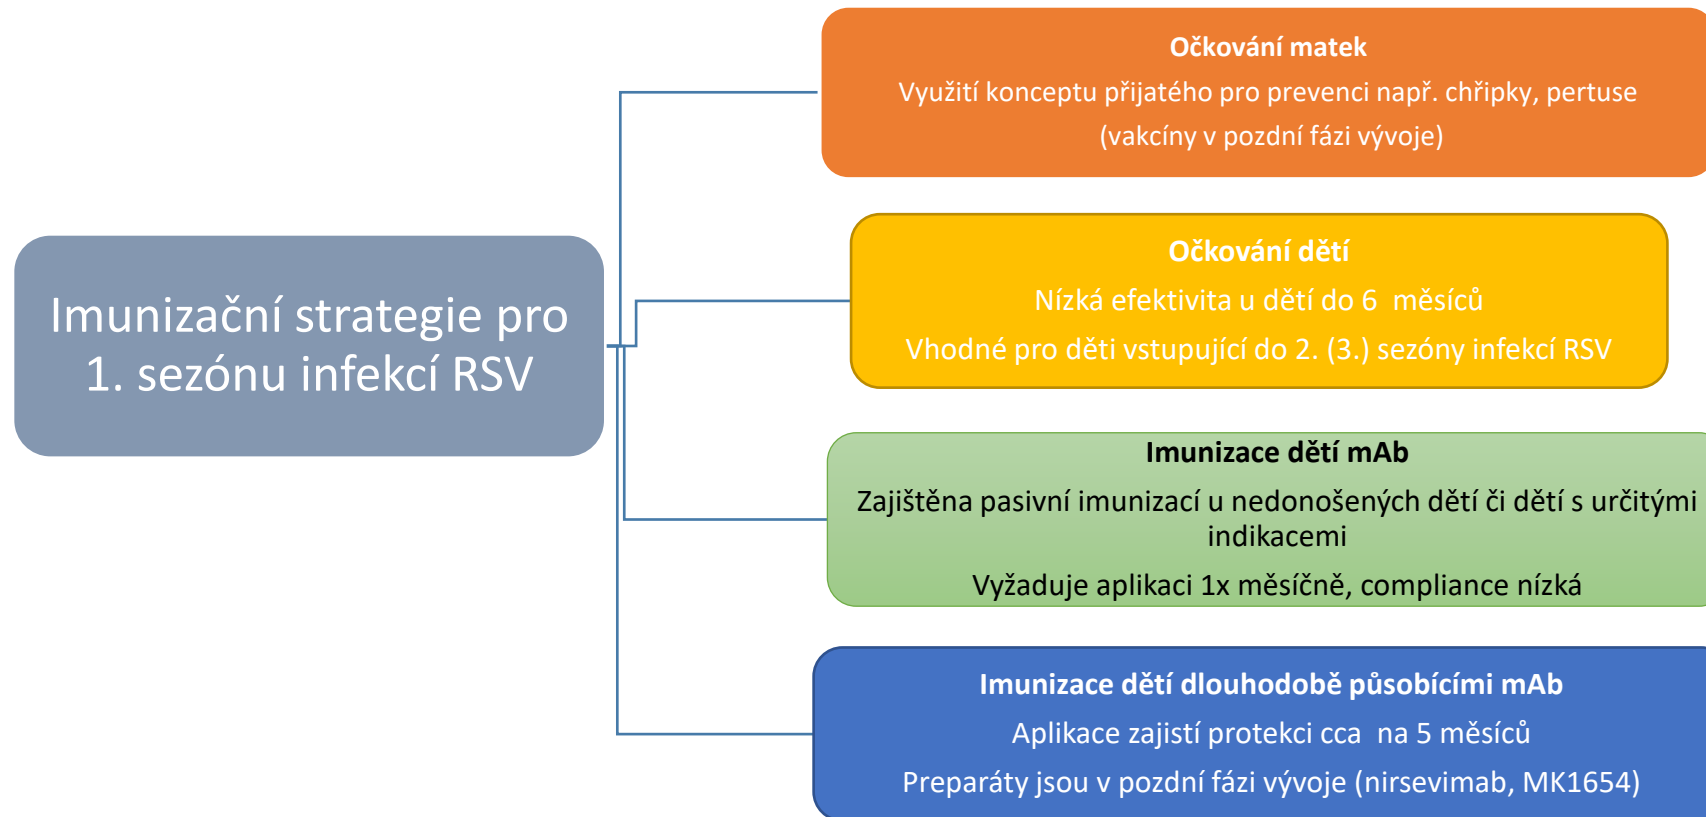 Imunizační strategie pro
1. sezónu infekcí RSV
Očkování matek
Využití konceptu přijatého pro prevenci např. chřipky, pertuse
(vakcíny v pozdní fázi vývoje)
Očkování dětí
Nízká efektivita u dětí do 6 měsíců
Vhodné pro děti vstupující do 2. (3.) sezóny infekcí RSV
Imunizace dětí mAb
Zajištěna pasivní imunizací u nedonošených dětí či dětí s určitými
indikacemi
Vyžaduje aplikaci 1x měsíčně, compliance nízká
Imunizace dětí dlouhodobě působícími mAb
Aplikace zajistí protekci cca na 5 měsíců
Preparáty jsou v pozdní fázi vývoje (nirsevimab, MK1654)